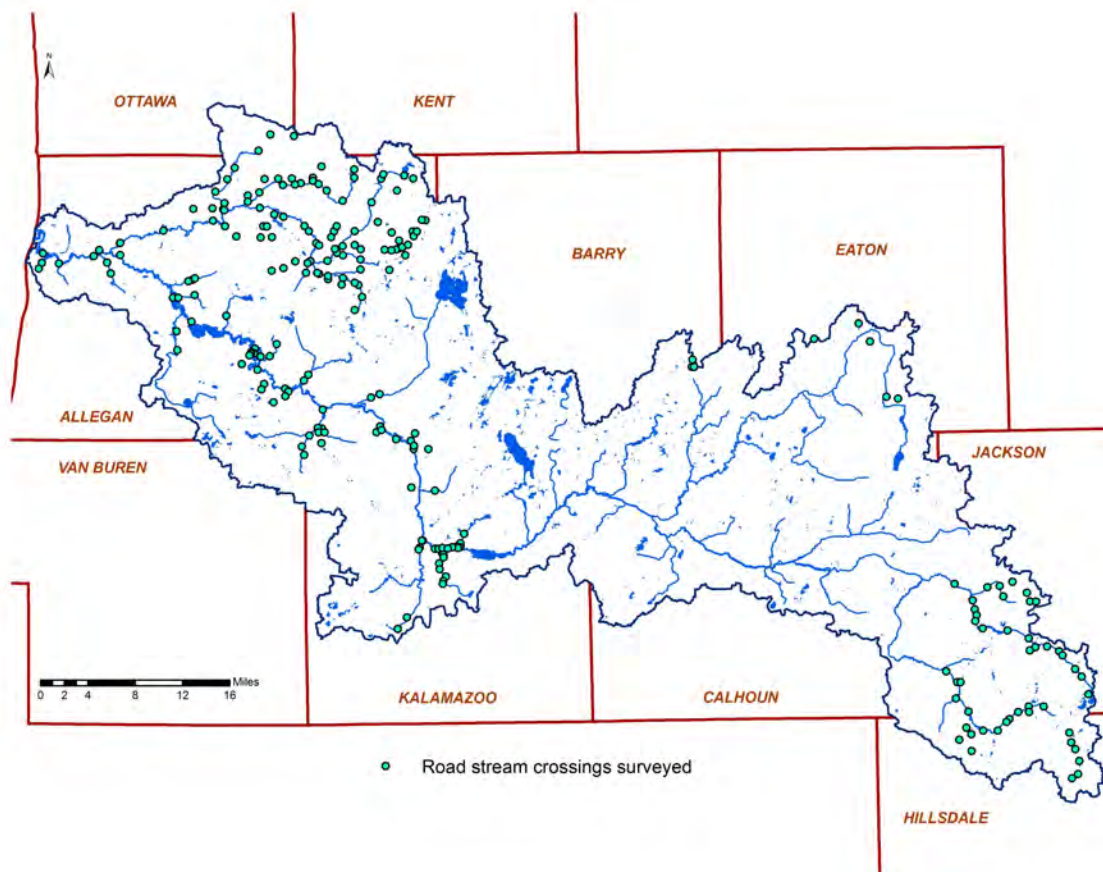 N
OTTAWA
KENT
BARRY
EATON
ALLEGAN
VAN BUREN
JACKSON
Miles
0 2 4 8 12 16
KALAMAZOO
CALHOUN
Road stream crossings surveyed
HILLSDALE